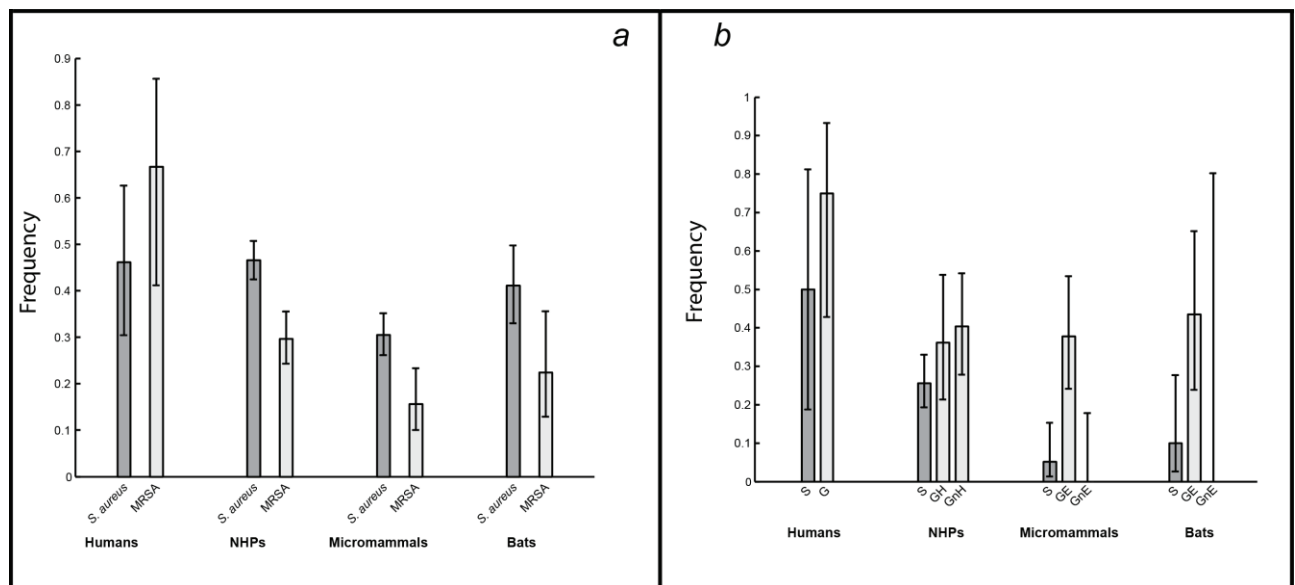 a
0.9
0.8
0.7
0.6
0.5
0.4
0.3
0.2
0.1
0
Frequency
S. aureus MRSA S. aureus MRSA S. aureus MRSA S. aureus MRSA
Humans NHPs Micromammals Bats
b
1
0.9
0.8
0.7
0.6
0.5
0.4
0.3
0.2
0.1
0
Frequency
S G S GH GnH S GE GnE S GE GnE
Humans NHPs Micromammals Bats